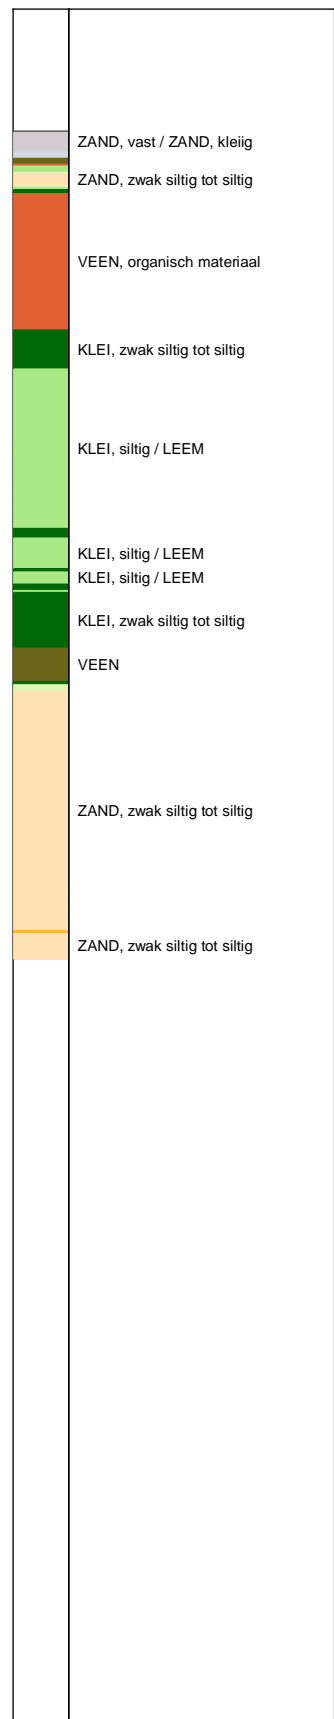 ZAND, vast / ZAND, kleiig
ZAND, zwak siltig tot siltig
VEEN, organisch materiaal
KLEI, zwak siltig tot siltig
KLEI, siltig / LEEM
KLEI, siltig / LEEM
KLEI, siltig / LEEM
KLEI, zwak siltig tot siltig
VEEN
ZAND, zwak siltig tot siltig
ZAND, zwak siltig tot siltig